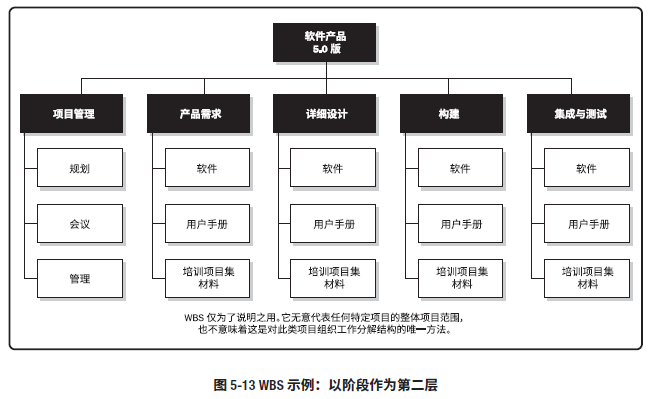 软件产品
5.0 版
项目管理
产品需求
详细设计
构建
集成与测试
规划
软件
软件
软件
软件
会议
用户手册
用户手册
用户手册
用户手册
管理
培训项目集
材料
培训项目集
材料
培训项目集
材料
培训项目集
材料
WBS 仅为了说明之用。它无意代表任何特定项目的整体项目范围，
也不意味着这是对此类项目组织工作分解结构的唯一方法。
图 5-13 WBS 示例：以阶段作为第二层